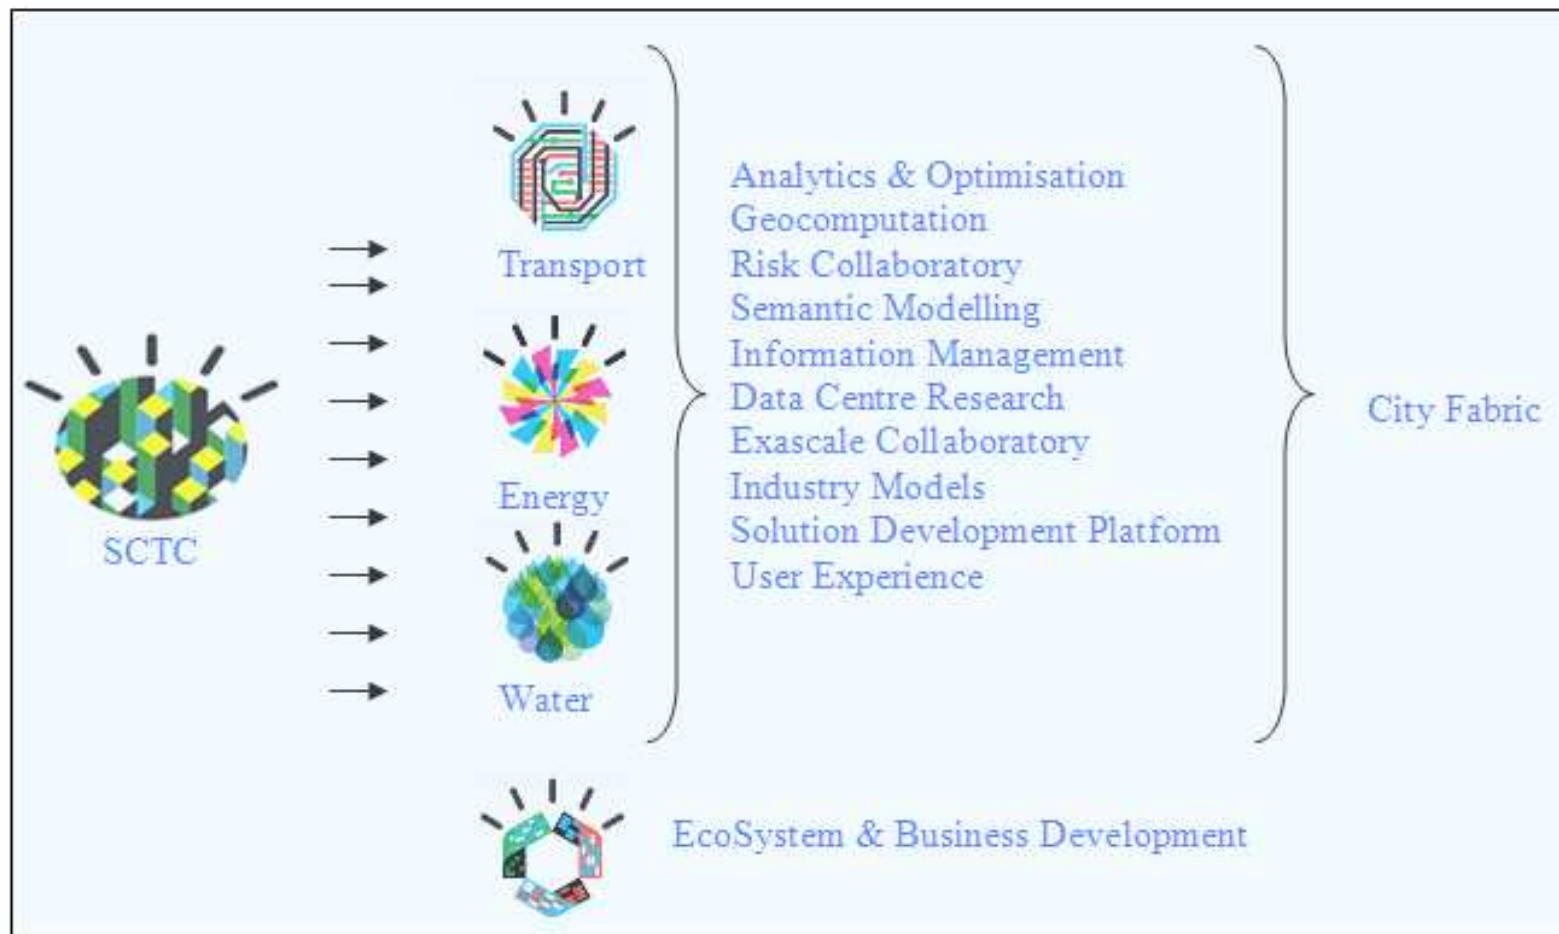 SCTC
Transport
Energy
Water
Analytics & Optimisation
Geocomputation
Risk Collaboratory
Semantic Modelling
Information Management
Data Centre Research
Exascale Collaboratory
Industry Models
Solution Development Platform
User Experience
City Fabric
EcoSystem & Business Development